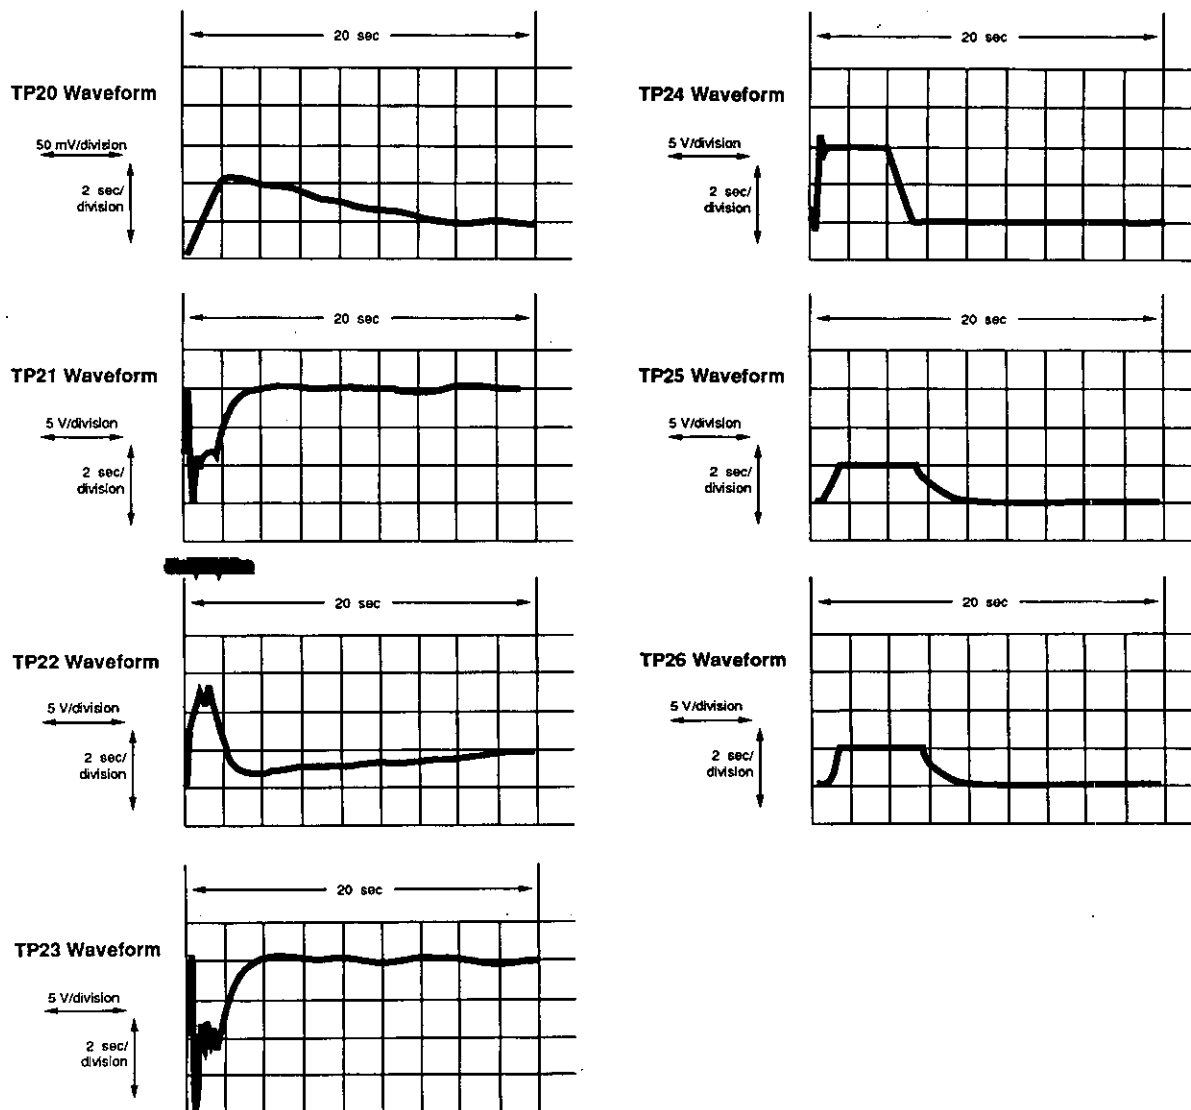 20 sec
TP20 Waveform
50 mV/division
2 sec/
division
20 sec
TP21 Waveform
5 V/division
2 sec/
division
20 sec
TP22 Waveform
5 V/division
2 sec/
division
20 sec
TP23 Waveform
5 V/division
2 sec/
division
20 sec
TP24 Waveform
5 V/division
2 sec/
division
20 sec
TP25 Waveform
5 V/division
2 sec/
division
20 sec
TP26 Waveform
5 V/division
2 sec/
division